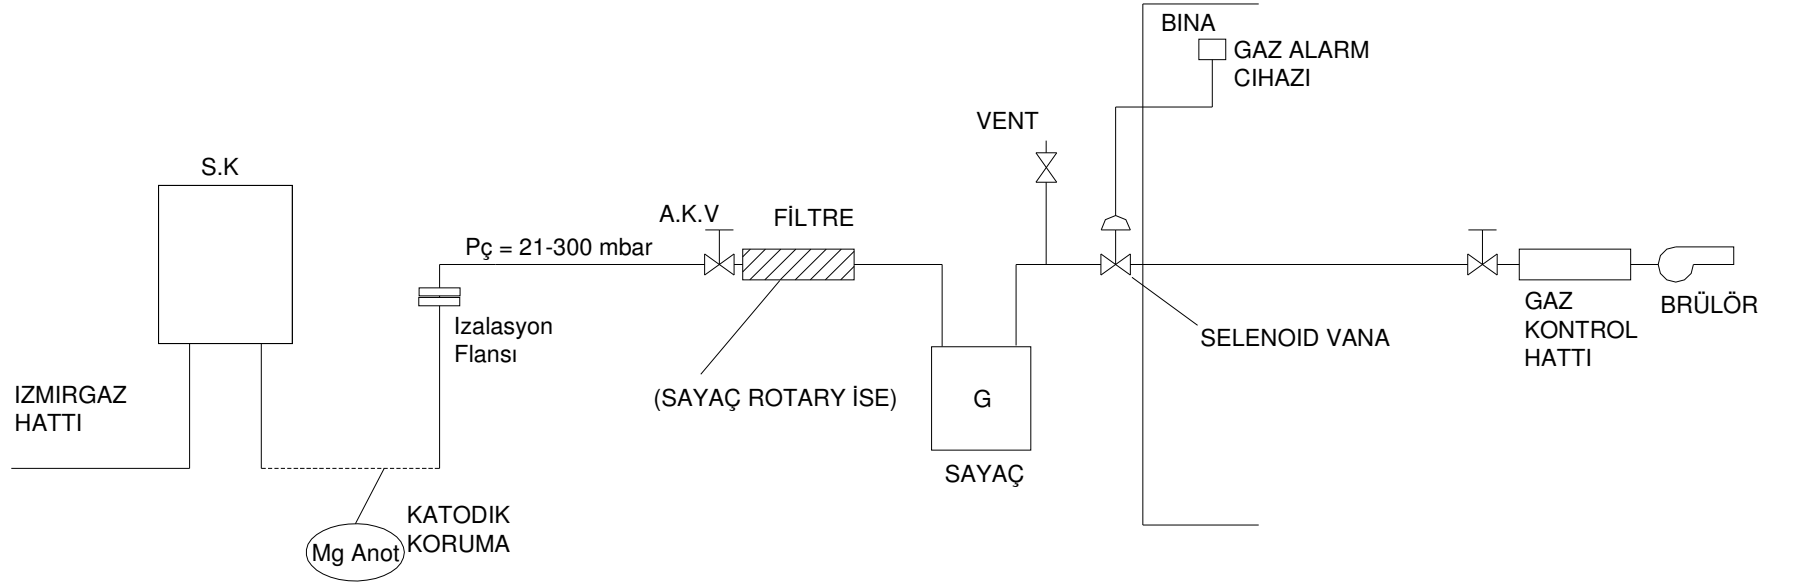 BINA
GAZ ALARM
CIHAZI
VENT
S.K
A.K.V
FİLTRE
Pç = 21-300 mbar
Izalasyon
Flansı
SELENOID VANA
GAZ
KONTROL
HATTI
BRÜLÖR
IZMIRGAZ
HATTI
(SAYAÇ ROTARY İSE)
G
SAYAÇ
KATODIK
KORUMA
Mg Anot